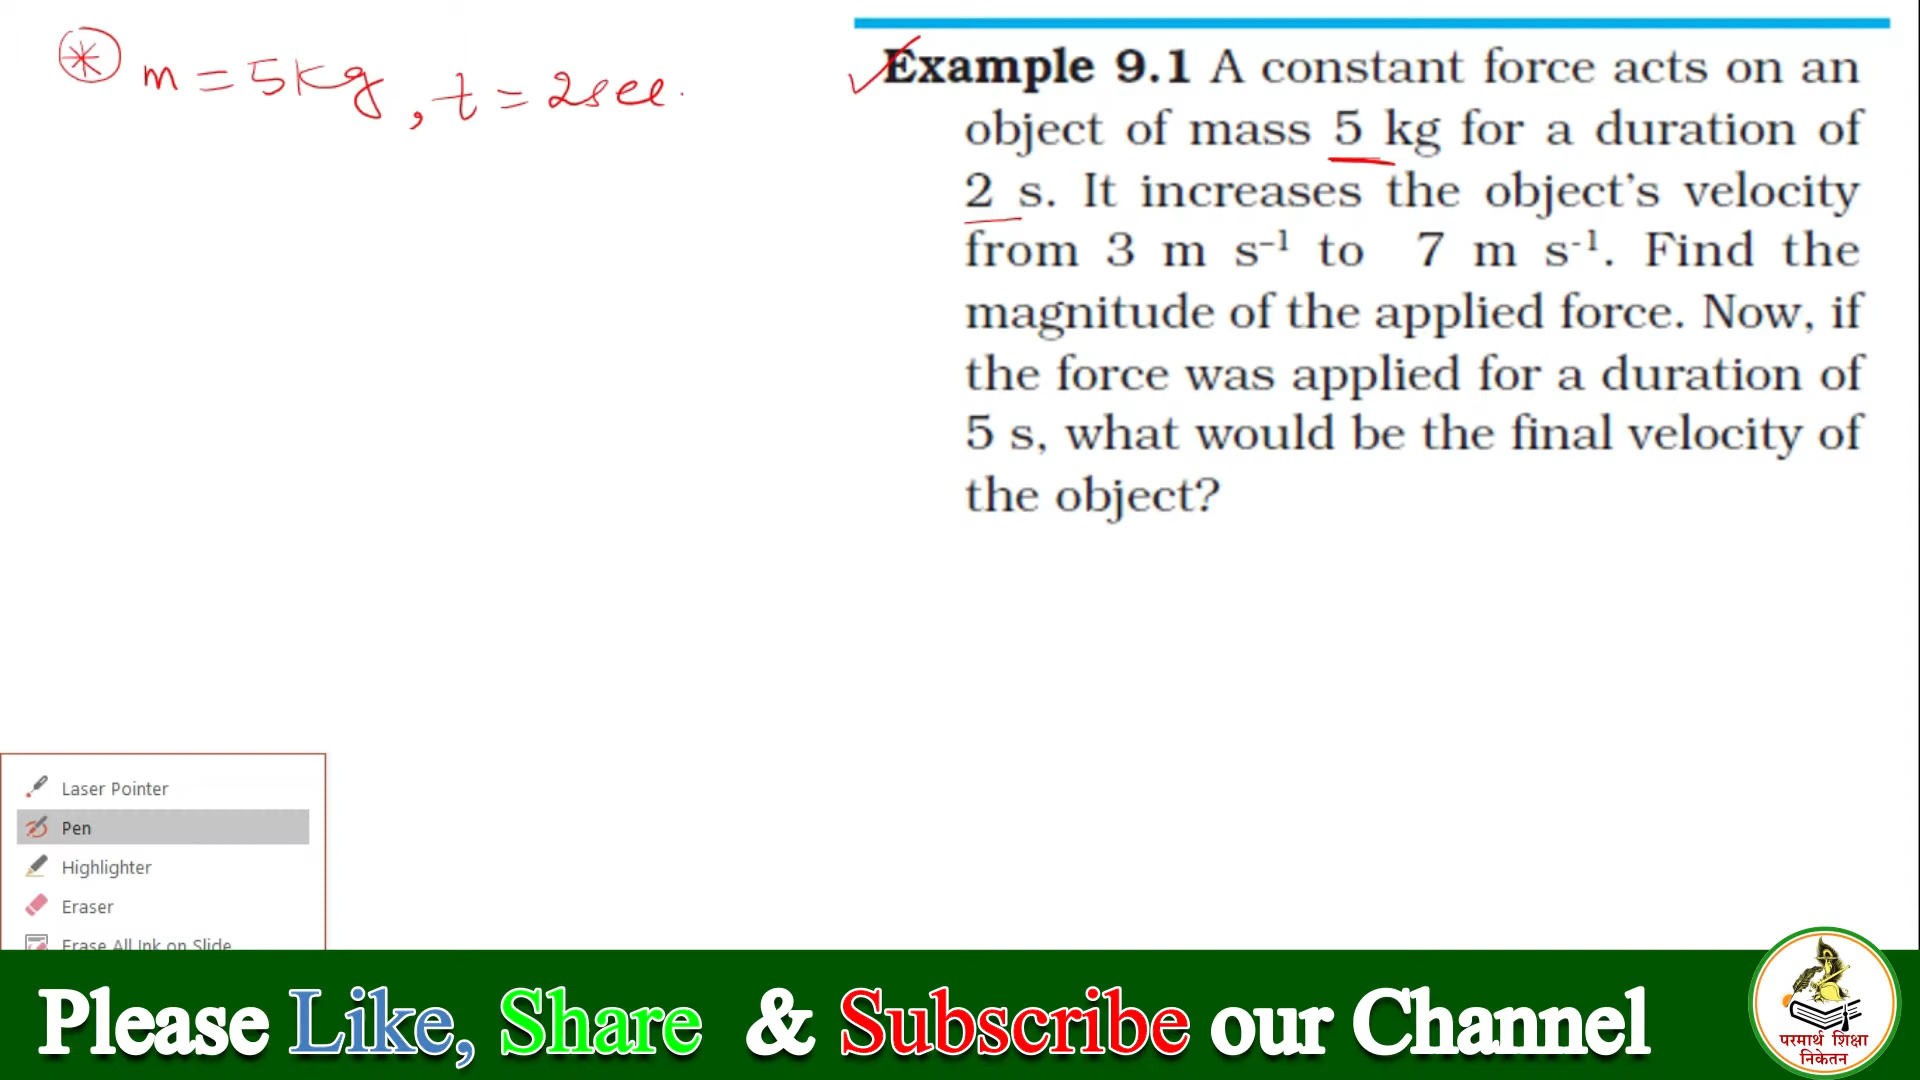 m = 5kg, t = 2sec.
Example 9.1 A constant force acts on an
object of mass 5 kg for a duration of
2 s. It increases the object's velocity
from 3 m s⁻¹ to 7 m s⁻¹. Find the
magnitude of the applied force. Now, if
the force was applied for a duration of
5 s, what would be the final velocity of
the object?
Laser Pointer
Pen
Highlighter
Eraser
Erase All Ink on Slide
Please Like, Share & Subscribe our Channel
परमार्थ शिक्षा
निकेतन